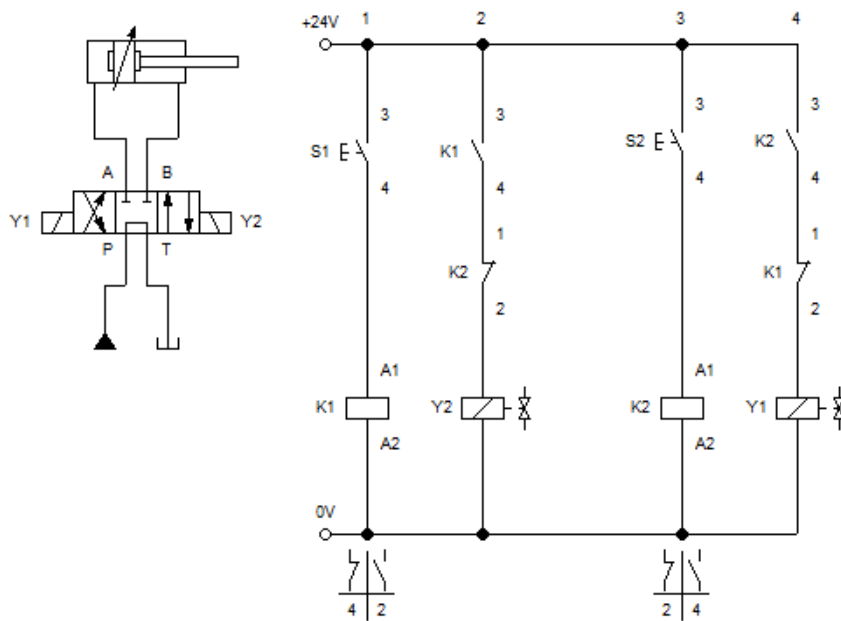 1 2 3 4
+24V
3 3 3 3
S1 K1 S2 K2
4 4 4 4
A B
Y1 Y2
P T
1 1
K2 K1
2 2
A1 A1
K1 Y2 K2 Y1
A2 A2
0V
4 2 2 4